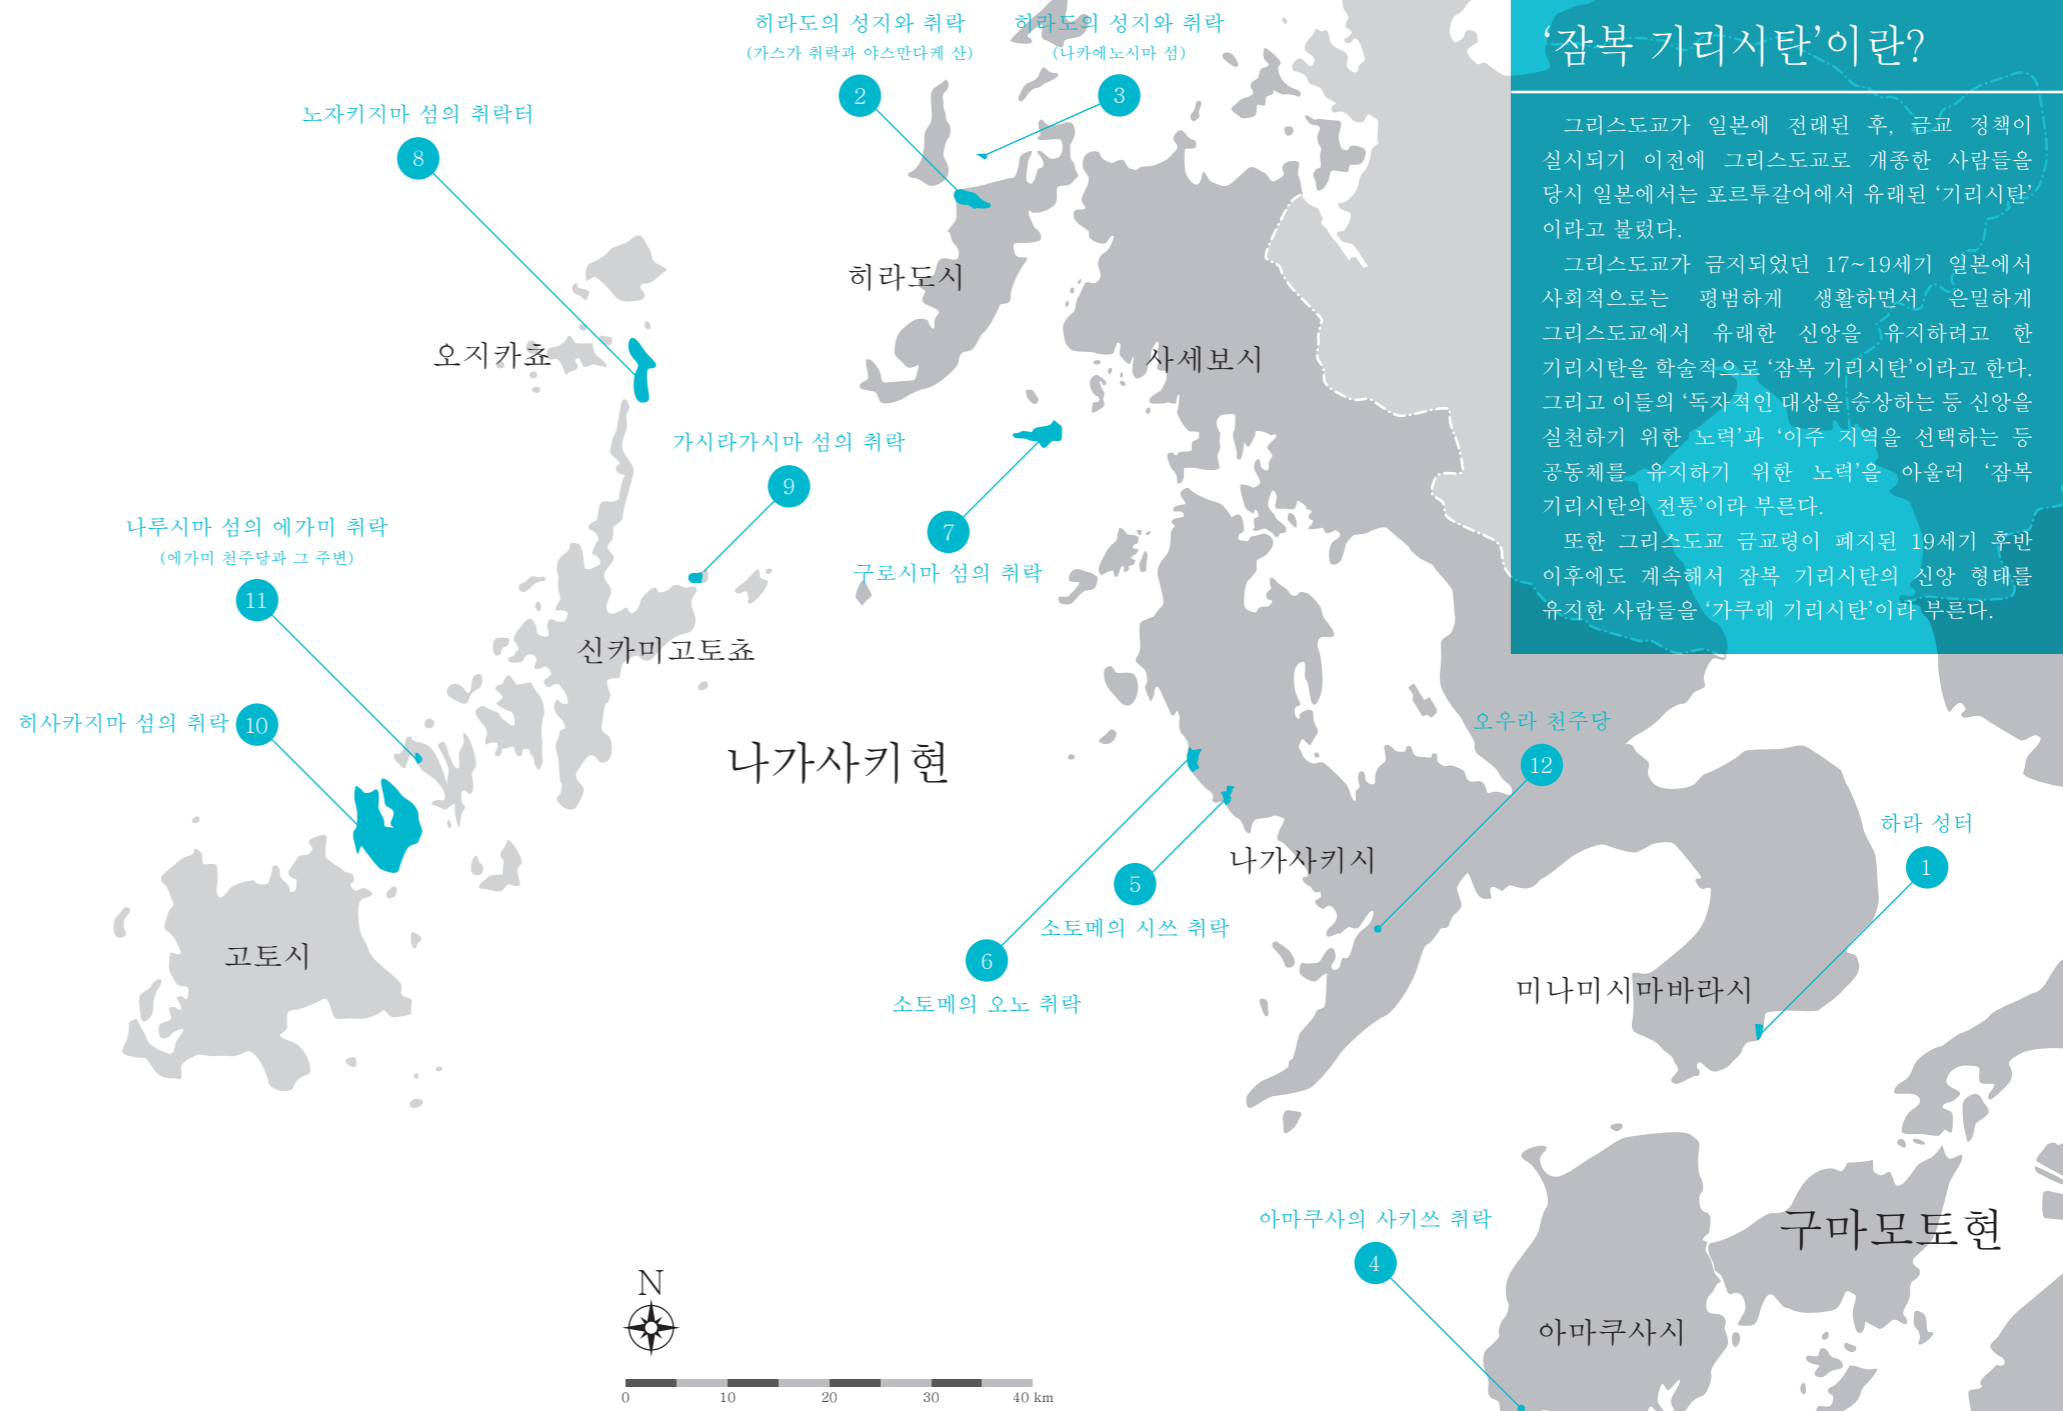 히라도의 성지와 취락
(가스가 취락과 야스만다케 산)
2
히라도의 성지와 취락
(나카에노시마 섬)
3
노자키지마 섬의 취락터
8
히라도시
오지카쵸
사세보시
가시라가시마 섬의 취락
9
7
구로시마 섬의 취락
나루시마 섬의 에가미 취락
(에가미 천주당과 그 주변)
11
신카미고토쵸
히사카지마 섬의 취락
10
나가사키현
오우라 천주당
12
하라 성터
1
나가사키시
5
소토메의 시쓰 취락
6
소토메의 오노 취락
고토시
미나미시마바라시
아마쿠사의 사키쓰 취락
4
구마모토현
아마쿠사시
N
0 10 20 30 40 km
‘잠복 기리시탄’이란?
그리스도교가 일본에 전래된 후, 금교 정책이
실시되기 이전에 그리스도교로 개종한 사람들을
당시 일본에서는 포르투갈어에서 유래된 ‘기리시탄’
이라고 불렀다.
그리스도교가 금지되었던 17~19세기 일본에서
사회적으로는 평범하게 생활하면서 은밀하게
그리스도교에서 유래한 신앙을 유지하려고 한
기리시탄을 학술적으로 ‘잠복 기리시탄’이라고 한다.
그리고 이들의 ‘독자적인 대상을 숭상하는 등 신앙을
실천하기 위한 노력’과 ‘이주 지역을 선택하는 등
공동체를 유지하기 위한 노력’을 아울러 ‘잠복
기리시탄의 전통’이라 부른다.
또한 그리스도교 금교령이 폐지된 19세기 후반
이후에도 계속해서 잠복 기리시탄의 신앙 형태를
유지한 사람들을 ‘가쿠레 기리시탄’이라 부른다.